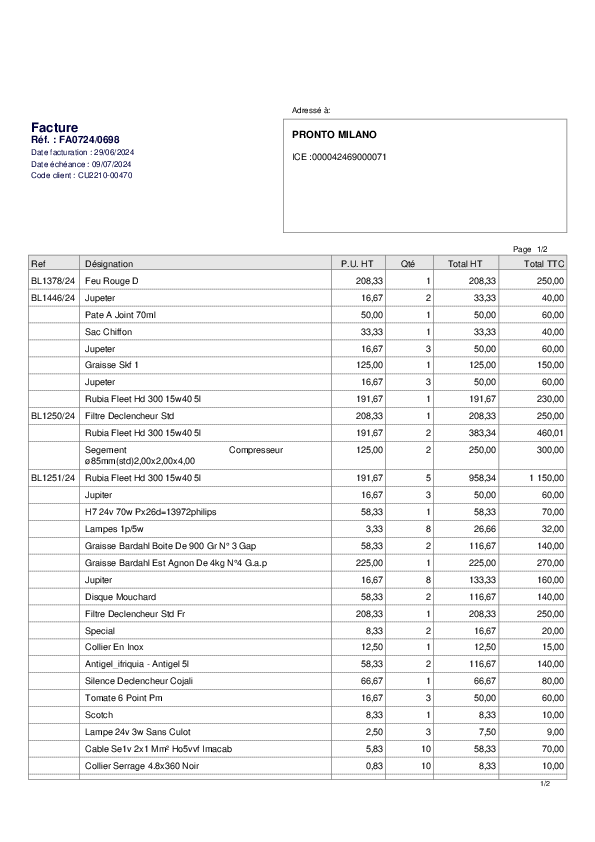 Adressé à:
Facture
Réf. : FA0724/0698
Date facturation : 29/06/2024
Date échéance : 09/07/2024
Code client : CU2210-00470
PRONTO MILANO
ICE :000042469000071
Page 1/2
Ref Désignation P.U. HT Qté Total HT Total TTC
BL1378/24 Feu Rouge D 208,33 1 208,33 250,00
BL1446/24 Jupeter 16,67 2 33,33 40,00
Pate A Joint 70ml 50,00 1 50,00 60,00
Sac Chiffon 33,33 1 33,33 40,00
Jupeter 16,67 3 50,00 60,00
Graisse Skf 1 125,00 1 125,00 150,00
Jupeter 16,67 3 50,00 60,00
Rubia Fleet Hd 300 15w40 5l 191,67 1 191,67 230,00
BL1250/24 Filtre Declencheur Std 208,33 1 208,33 250,00
Rubia Fleet Hd 300 15w40 5l 191,67 2 383,34 460,01
Segement Compresseur 125,00 2 250,00 300,00
ø85mm(std)2,00x2,00x4,00
BL1251/24 Rubia Fleet Hd 300 15w40 5l 191,67 5 958,34 1 150,00
Jupiter 16,67 3 50,00 60,00
H7 24v 70w Px26d=13972philips 58,33 1 58,33 70,00
Lampes 1p/5w 3,33 8 26,66 32,00
Graisse Bardahl Boite De 900 Gr N° 3 Gap 58,33 2 116,67 140,00
Graisse Bardahl Est Agnon De 4kg N°4 G.a.p 225,00 1 225,00 270,00
Jupiter 16,67 8 133,33 160,00
Disque Mouchard 58,33 2 116,67 140,00
Filtre Declencheur Std Fr 208,33 1 208,33 250,00
Special 8,33 2 16,67 20,00
Collier En Inox 12,50 1 12,50 15,00
Antigel_ifriquia - Antigel 5l 58,33 2 116,67 140,00
Silence Declencheur Cojali 66,67 1 66,67 80,00
Tomate 6 Point Pm 16,67 3 50,00 60,00
Scotch 8,33 1 8,33 10,00
Lampe 24v 3w Sans Culot 2,50 3 7,50 9,00
Cable Se1v 2x1 Mm² Ho5vvf Imacab 5,83 10 58,33 70,00
Collier Serrage 4.8x360 Noir 0,83 10 8,33 10,00
1/2